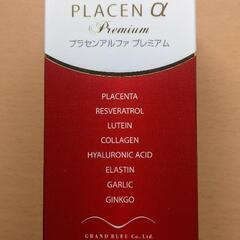 PLACEN α
Premium
プラセンアルファ プレミアム
PLACENTA
RESVERATROL
LUTEIN
COLLAGEN
HYALURONIC ACID
ELASTIN
GARLIC
GINKGO
GRAND BLEU Co., Ltd.